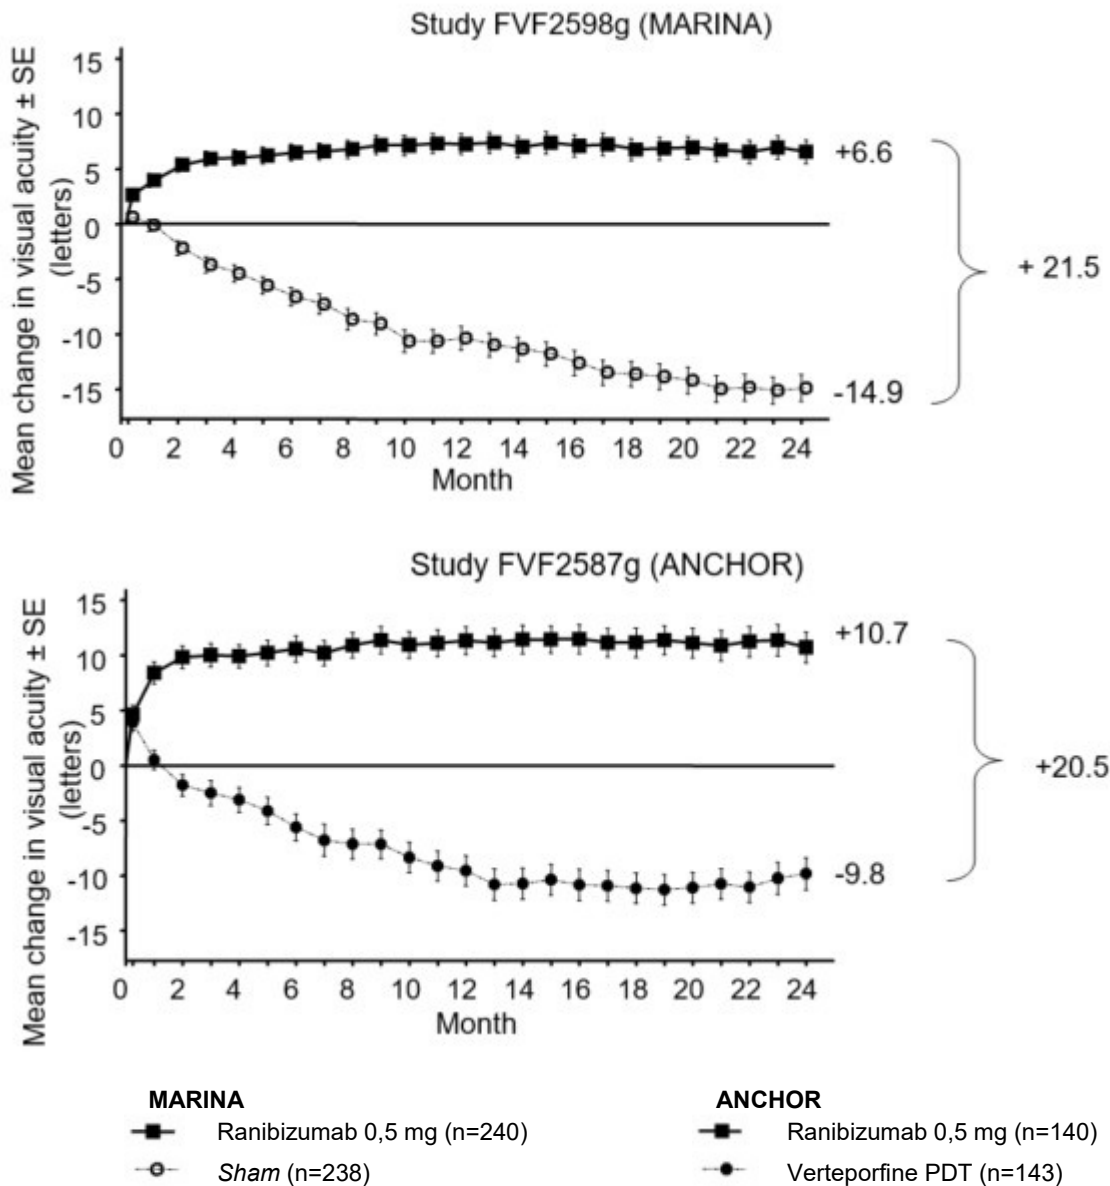 Study FVF2598g (MARINA)
Mean change in visual acuity ± SE
(letters)
15
10
5
0
-5
-10
-15
+6.6
-14.9
+ 21.5
0 2 4 6 8 10 12 14 16 18 20 22 24
Month
Study FVF2587g (ANCHOR)
Mean change in visual acuity ± SE
(letters)
15
10
5
0
-5
-10
-15
+10.7
-9.8
+20.5
0 2 4 6 8 10 12 14 16 18 20 22 24
Month
MARINA
Ranibizumab 0,5 mg (n=240)
Sham (n=238)
ANCHOR
Ranibizumab 0,5 mg (n=140)
Verteporfine PDT (n=143)